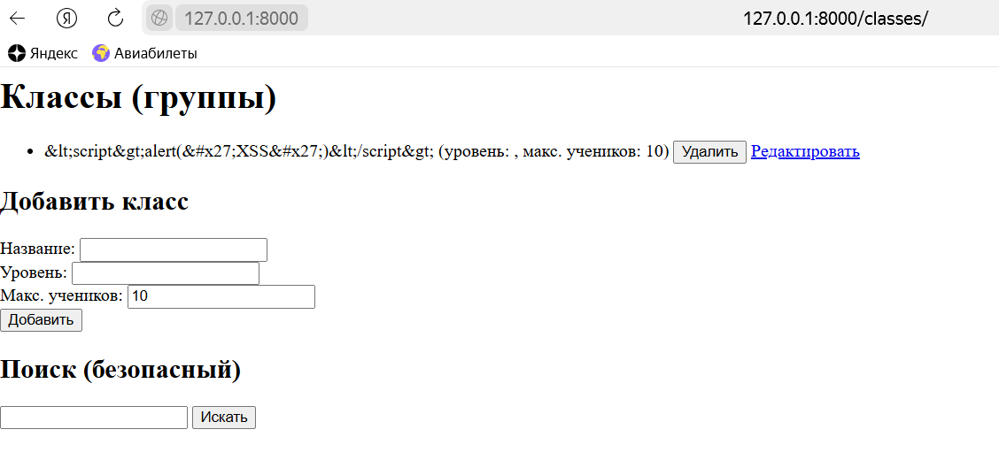 127.0.0.1:8000 127.0.0.1:8000/classes/
Яндекс Авиабилеты
Классы (группы)
• &lt;script&gt;alert(&#x27;XSS&#x27;)&lt;/script&gt; (уровень: , макс. учеников: 10) Удалить Редактировать
Добавить класс
Название:
Уровень:
Макс. учеников: 10
Добавить
Поиск (безопасный)
Искать